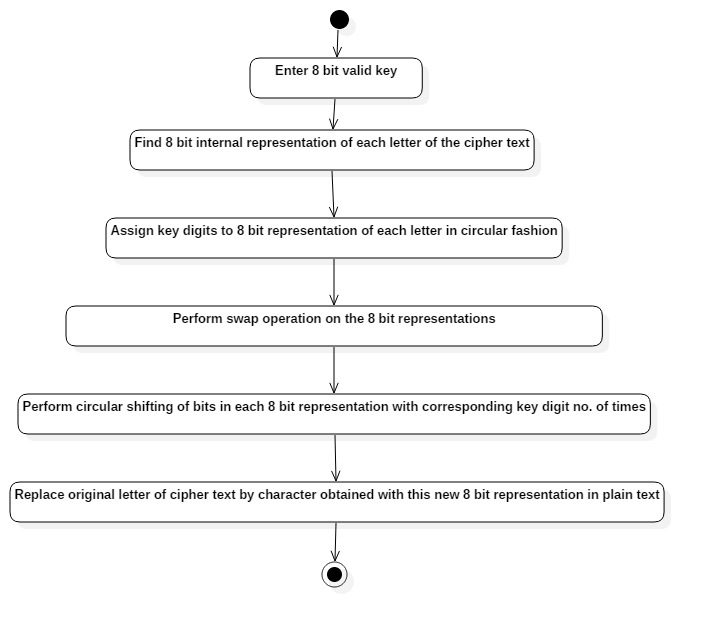 Enter 8 bit valid key
Find 8 bit internal representation of each letter of the cipher text
Assign key digits to 8 bit representation of each letter in circular fashion
Perform swap operation on the 8 bit representations
Perform circular shifting of bits in each 8 bit representation with corresponding key digit no. of times
Replace original letter of cipher text by character obtained with this new 8 bit representation in plain text